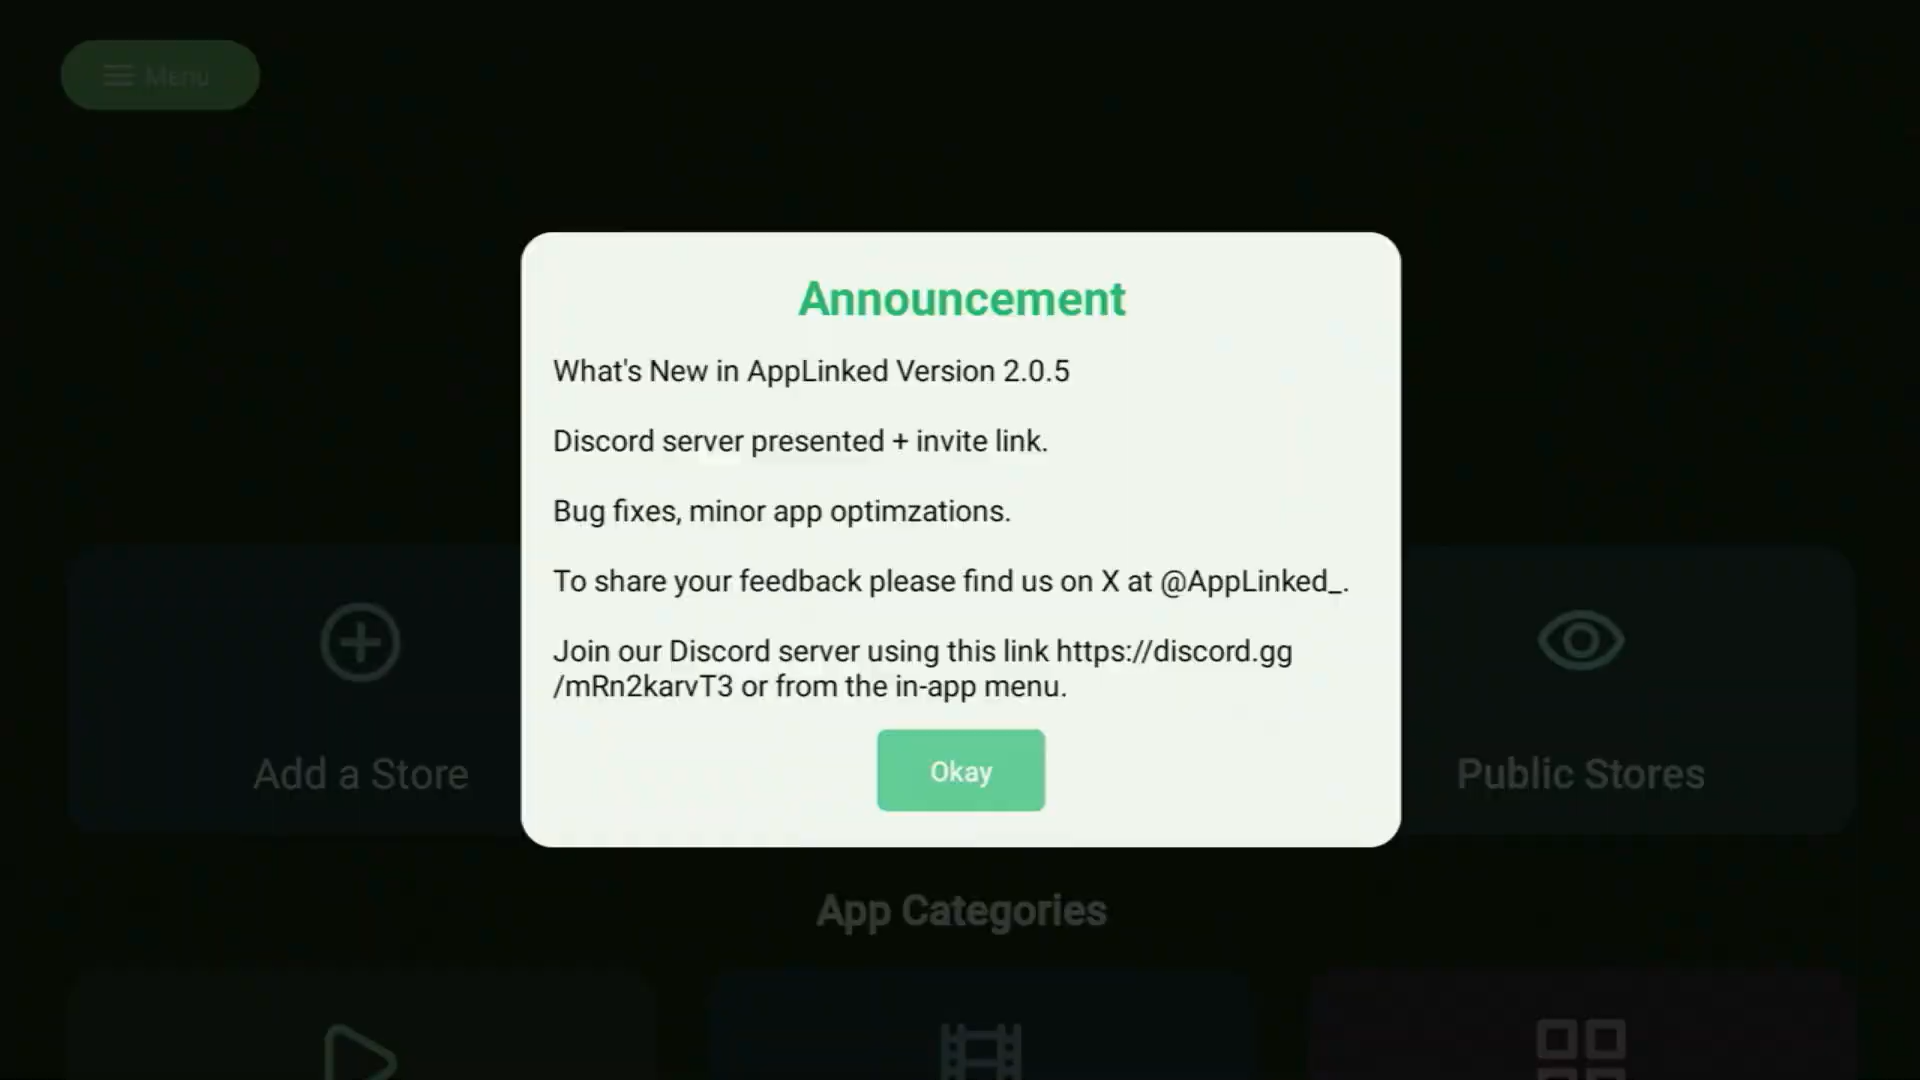 Menu
Announcement
What's New in AppLinked Version 2.0.5
Discord server presented + invite link.
Bug fixes, minor app optimzations.
To share your feedback please find us on X at @AppLinked_.
Join our Discord server using this link https://discord.gg
/mRn2karvT3 or from the in-app menu.
Okay
Add a Store
Public Stores
App Categories